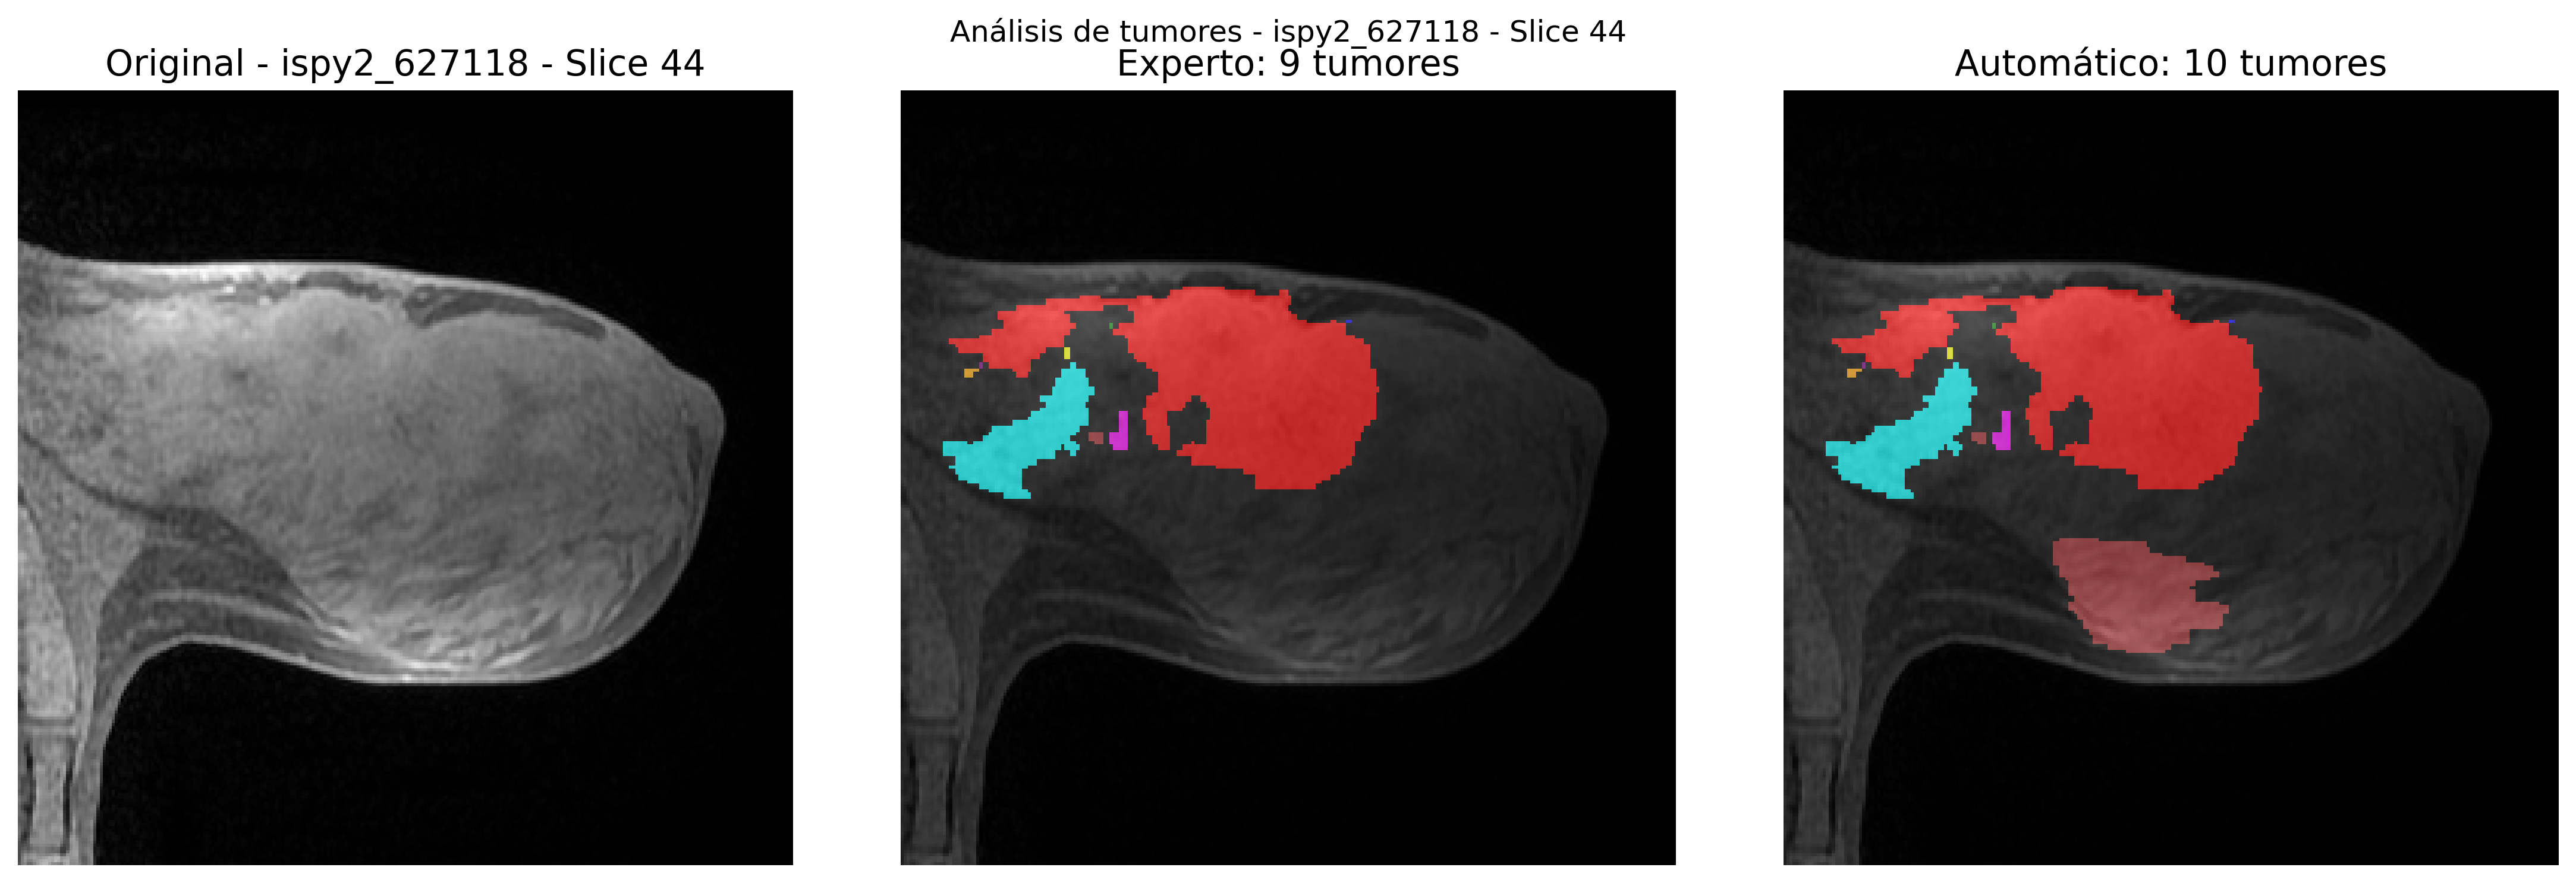 Análisis de tumores - ispy2_627118 - Slice 44
Original - ispy2_627118 - Slice 44
Experto: 9 tumores
Automático: 10 tumores